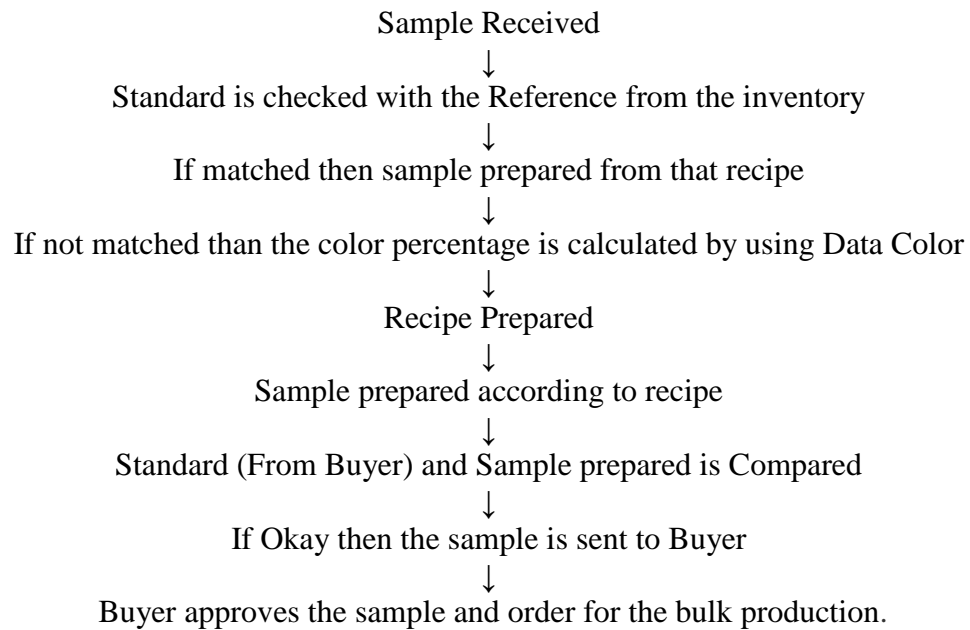 Sample Received
↓
Standard is checked with the Reference from the inventory
↓
If matched then sample prepared from that recipe
↓
If not matched than the color percentage is calculated by using Data Color
↓
Recipe Prepared
↓
Sample prepared according to recipe
↓
Standard (From Buyer) and Sample prepared is Compared
↓
If Okay then the sample is sent to Buyer
↓
Buyer approves the sample and order for the bulk production.